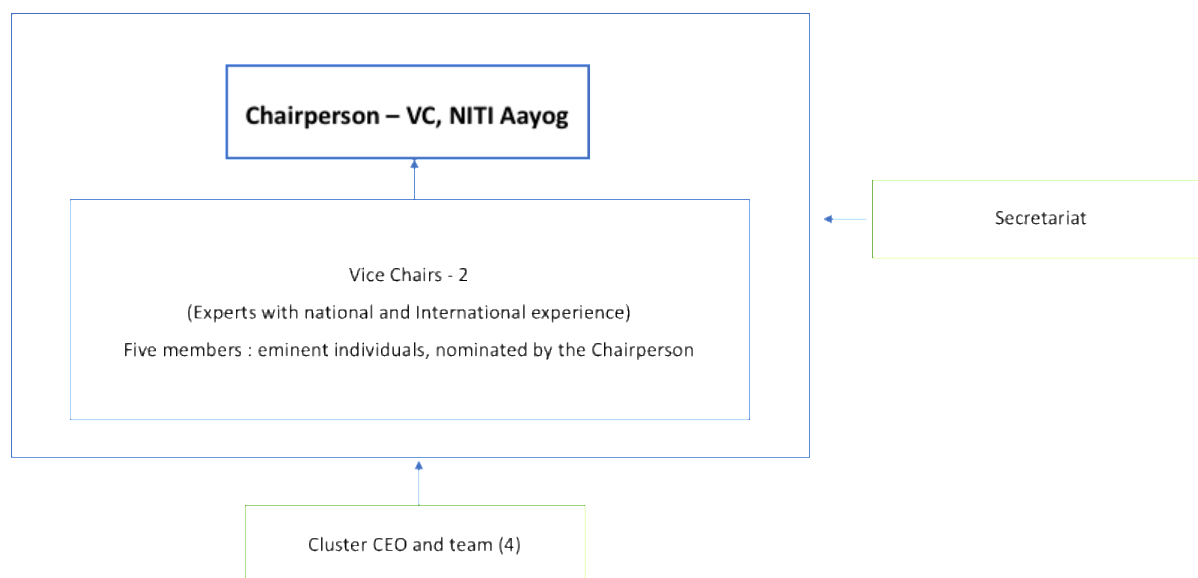 Chairperson – VC, NITI Aayog
Secretariat
Vice Chairs - 2
(Experts with national and International experience)
Five members : eminent individuals, nominated by the Chairperson
Cluster CEO and team (4)